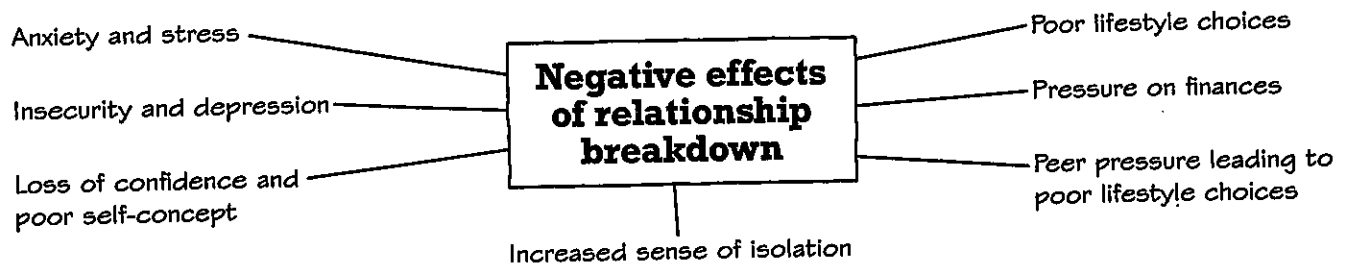 Anxiety and stress
Insecurity and depression
Loss of confidence and
poor self-concept
Negative effects
of relationship
breakdown
Poor lifestyle choices
Pressure on finances
Peer pressure leading to
poor lifestyle choices
Increased sense of isolation